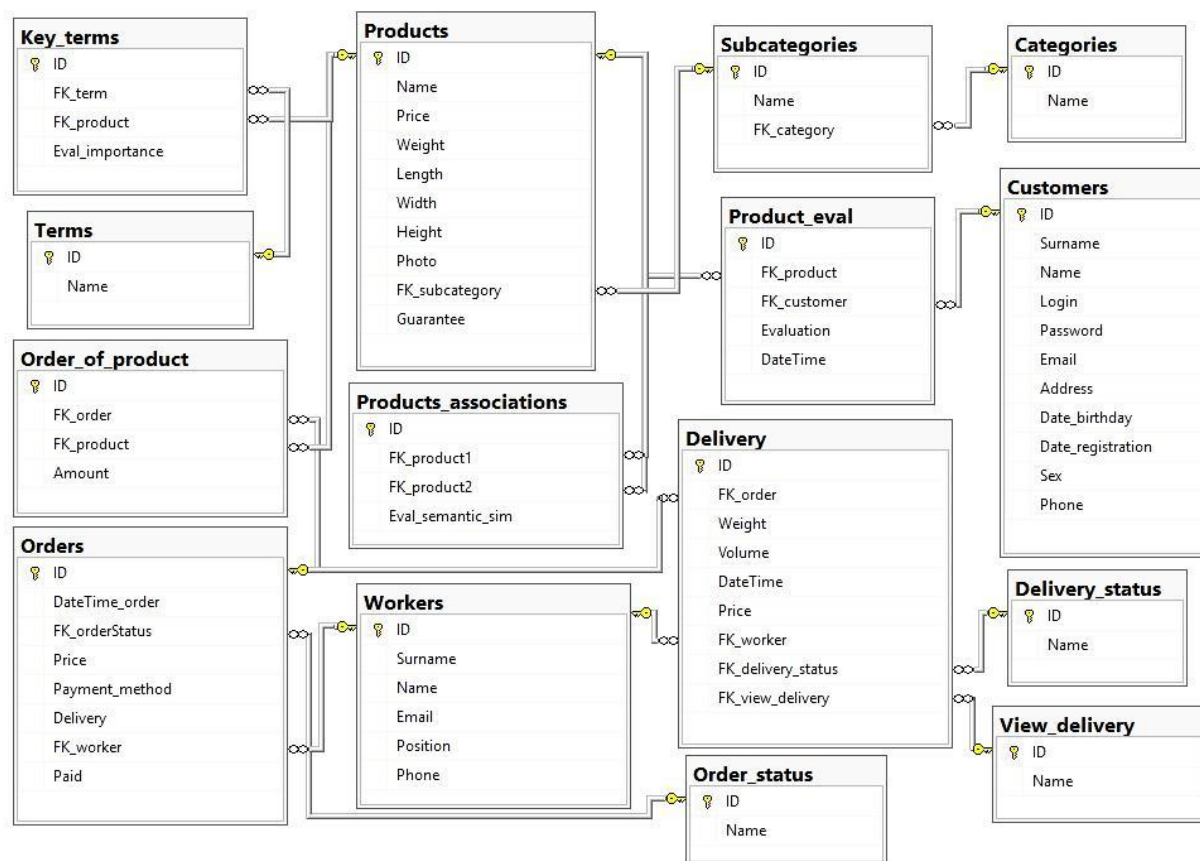 Key_terms
ID
FK_term
FK_product
Eval_importance
Terms
ID
Name
Order_of_product
ID
FK_order
FK_product
Amount
Orders
ID
DateTime_order
FK_orderStatus
Price
Payment_method
Delivery
FK_worker
Paid
Products
ID
Name
Price
Weight
Length
Width
Height
Photo
FK_subcategory
Guarantee
Products_associations
ID
FK_product1
FK_product2
Eval_semantic_sim
Workers
ID
Surname
Name
Email
Position
Phone
Subcategories
ID
Name
FK_category
Product_eval
ID
FK_product
FK_customer
Evaluation
DateTime
Delivery
ID
FK_order
Weight
Volume
DateTime
Price
FK_worker
FK_delivery_status
FK_view_delivery
Order_status
ID
Name
Categories
ID
Name
Customers
ID
Surname
Name
Login
Password
Email
Address
Date_birthday
Date_registration
Sex
Phone
Delivery_status
ID
Name
View_delivery
ID
Name